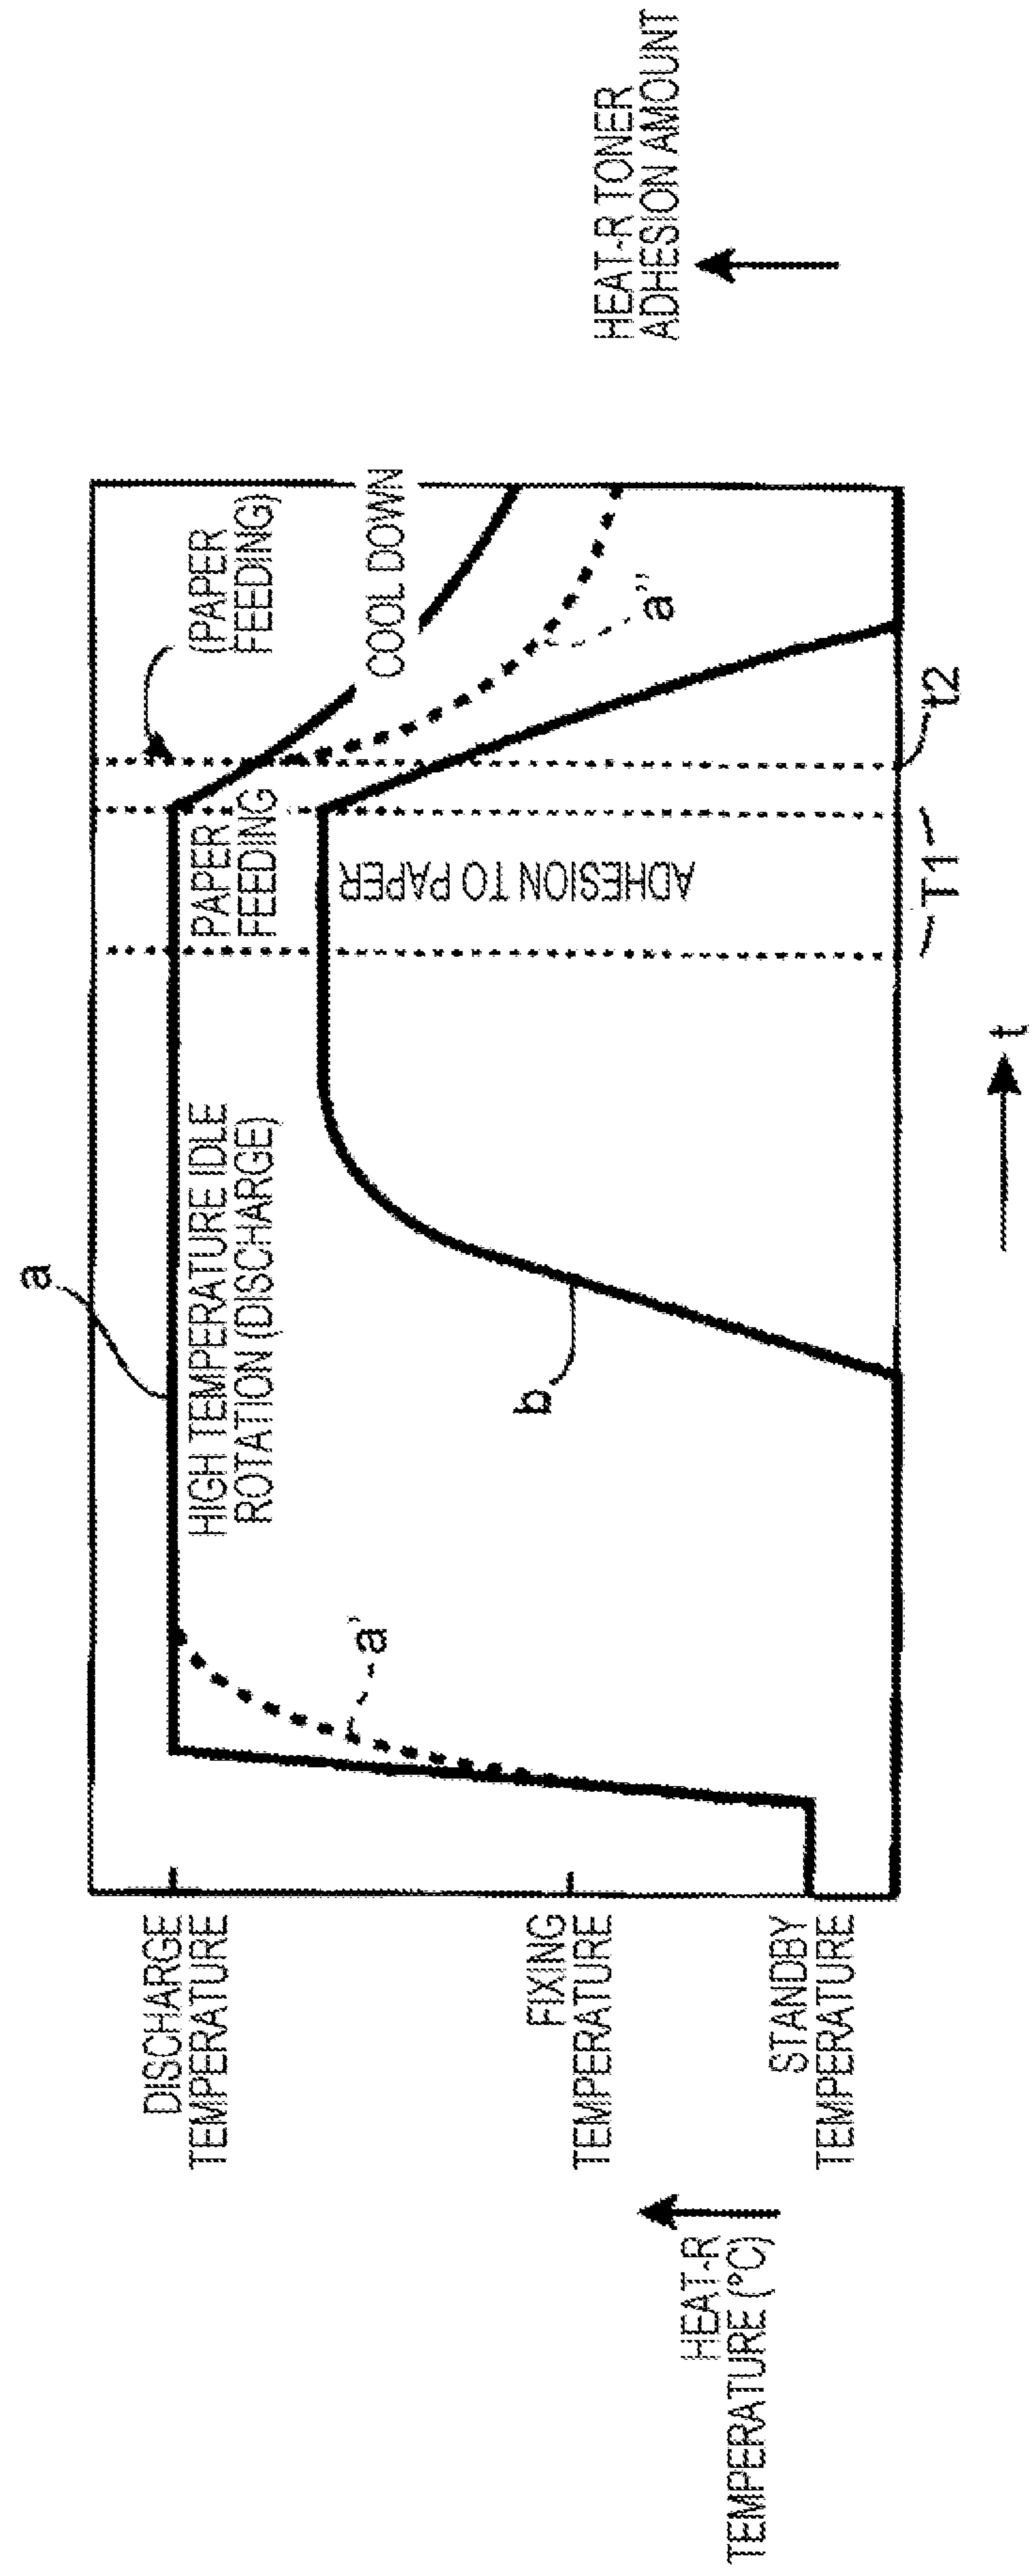 a
HIGH TEMPERATURE IDLE
ROTATION (DISCHARGE)
PAPER
FEEDING
(PAPER
FEEDING)
COOL DOWN
DISCHARGE
TEMPERATURE
a'
b
ADHESION TO PAPER
a''
FIXING
TEMPERATURE
STANDBY
TEMPERATURE
HEAT-R
TEMPERATURE (°C)
HEAT-R TONER
ADHESION AMOUNT
T1
t2
t